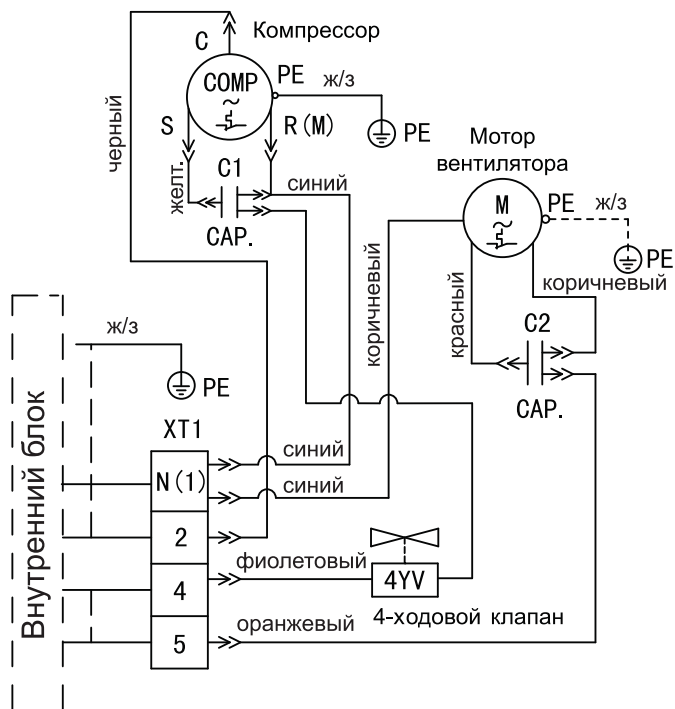 C
Компрессор
COMP
~
PE
ж/з
PE
черный
S
R (M)
желт.
C1
синий
CAP.
Мотор
вентилятора
M
~
PE
ж/з
PE
коричневый
коричневый
красный
C2
CAP.
ж/з
PE
Внутренний блок
XT1
N (1)
синий
синий
2
4
фиолетовый
4YV
4-ходовой клапан
5
оранжевый